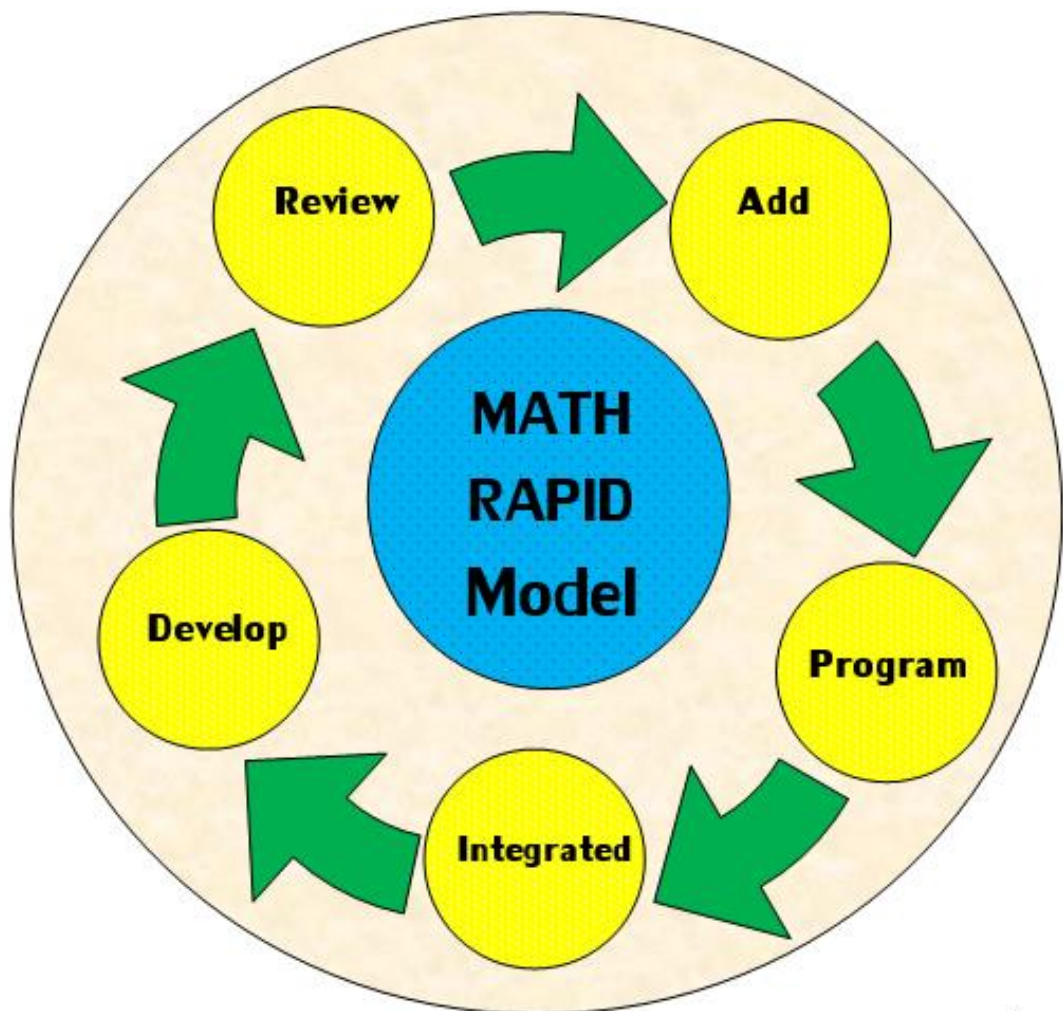 Review
Add
MATH
RAPID
Model
Develop
Program
Integrated